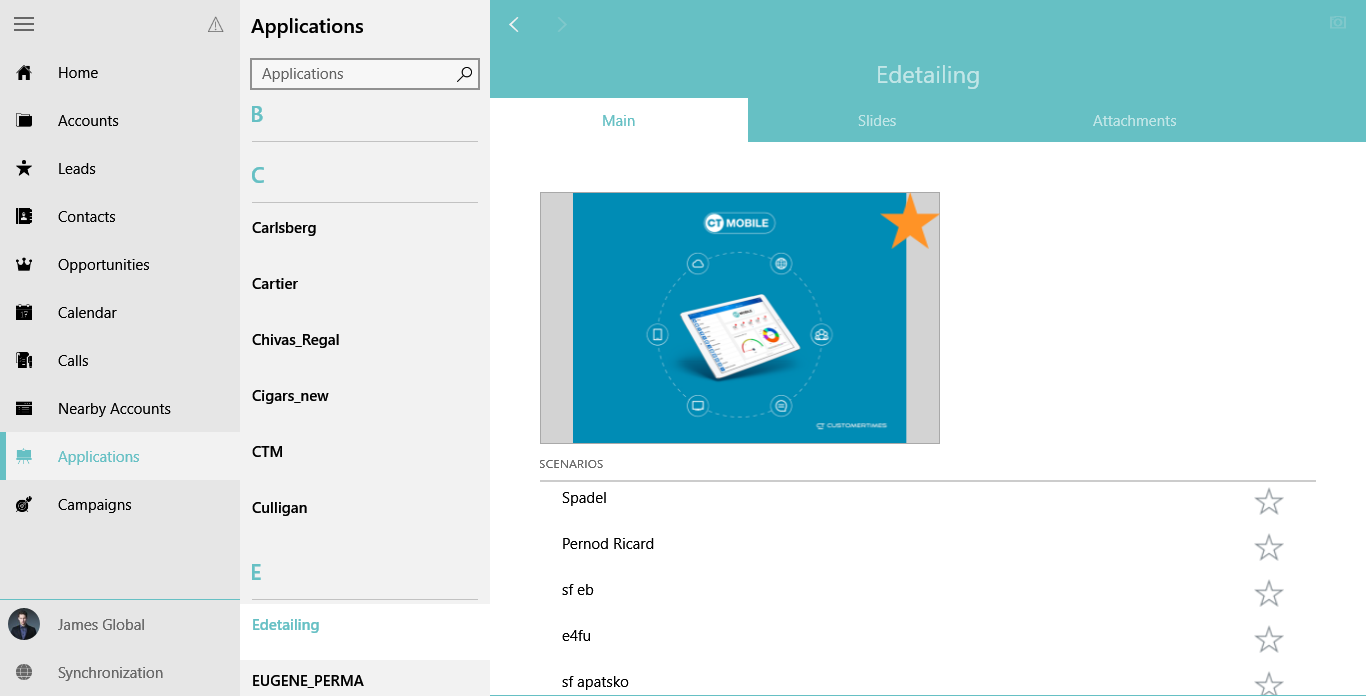 Home
Accounts
Leads
Contacts
Opportunities
Calendar
Calls
Nearby Accounts
Applications
Campaigns
James Global
Synchronization
Applications
Applications
B
C
Carlsberg
Cartier
Chivas_Regal
Cigars_new
CTM
Culligan
E
Edetailing
EUGENE_PERMA
Edetailing
Main Slides Attachments
CT MOBILE
CUSTOMERTIMES
SCENARIOS
Spadel
Pernod Ricard
sf eb
e4fu
sf apatsko